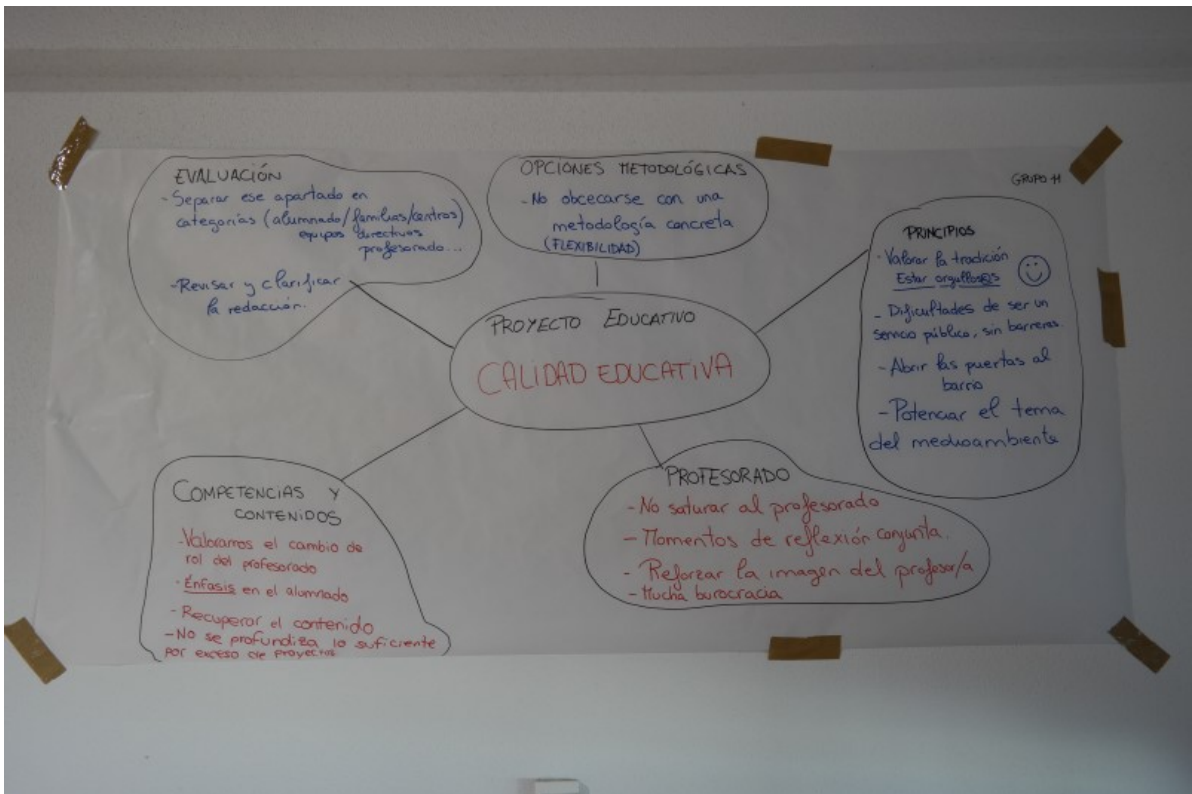 GRUPO 11
PROYECTO EDUCATIVO
CALIDAD EDUCATIVA
EVALUACIÓN
- Separar ese apartado en
categorías (alumnado/familias/centros)
equipos directivos
profesorado...
- Revisar y clarificar
la redacción.
OPCIONES METODOLÓGICAS
- No obcecarse con una
metodología concreta
(FLEXIBILIDAD)
PRINCIPIOS
- Valorar la tradición
Estar orgullos@s
- Dificultades de ser un
servicio público, sin barreras.
- Abrir las puertas al
barrio
- Potenciar el tema
del medioambiente
COMPETENCIAS Y
CONTENIDOS
- Valoramos el cambio de
rol del profesorado
- Énfasis en el alumnado
- Recuperar el contenido
- No se profundiza lo suficiente
por exceso de proyectos
PROFESORADO
- No saturar al profesorado
- Momentos de reflexión conjunta.
- Reforzar la imagen del profesor/a
- Mucha burocracia